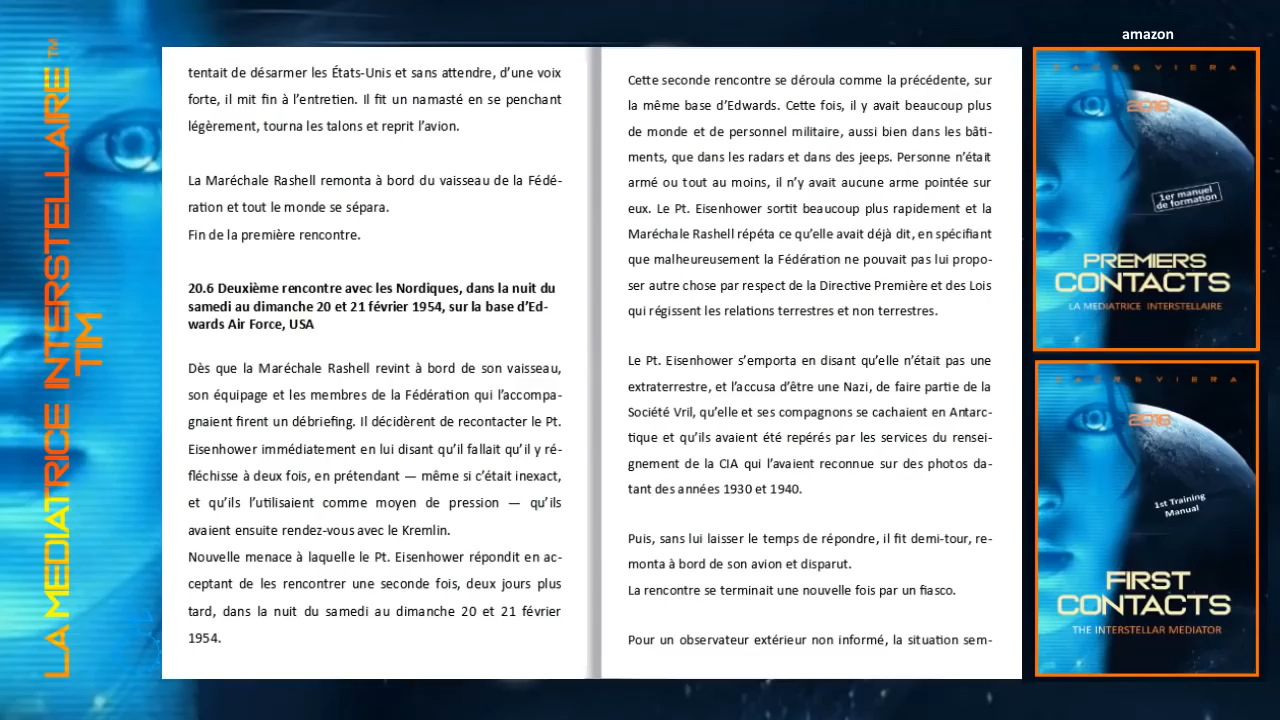 LA MEDIATRICE INTERSTELLAIRE™
TIM
tentait de désarmer les États-Unis et sans attendre, d'une voix
forte, il mit fin à l'entretien. Il fit un namasté en se penchant
légèrement, tourna les talons et reprit l'avion.
La Maréchale Rashell remonta à bord du vaisseau de la Fédé-
ration et tout le monde se sépara.
Fin de la première rencontre.
20.6 Deuxième rencontre avec les Nordiques, dans la nuit du
samedi au dimanche 20 et 21 février 1954, sur la base d'Ed-
wards Air Force, USA
Dès que la Maréchale Rashell revint à bord de son vaisseau,
son équipage et les membres de la Fédération qui l'accompa-
gnaient firent un débriefing. Il décidèrent de recontacter le Pt.
Eisenhower immédiatement en lui disant qu'il fallait qu'il y ré-
fléchisse à deux fois, en prétendant — même si c'était inexact,
et qu'ils l'utilisaient comme moyen de pression — qu'ils
avaient ensuite rendez-vous avec le Kremlin.
Nouvelle menace à laquelle le Pt. Eisenhower répondit en ac-
ceptant de les rencontrer une seconde fois, deux jours plus
tard, dans la nuit du samedi au dimanche 20 et 21 février
1954.
Cette seconde rencontre se déroula comme la précédente, sur
la même base d'Edwards. Cette fois, il y avait beaucoup plus
de monde et de personnel militaire, aussi bien dans les bâti-
ments, que dans les radars et dans des jeeps. Personne n'était
armé ou tout au moins, il n'y avait aucune arme pointée sur
eux. Le Pt. Eisenhower sortit beaucoup plus rapidement et la
Maréchale Rashell répéta ce qu'elle avait déjà dit, en spécifiant
que malheureusement la Fédération ne pouvait pas lui propo-
ser autre chose par respect de la Directive Première et des Lois
qui régissent les relations terrestres et non terrestres.
Le Pt. Eisenhower s'emporta en disant qu'elle n'était pas une
extraterrestre, et l'accusa d'être une Nazi, de faire partie de la
Société Vril, qu'elle et ses compagnons se cachaient en Antarc-
tique et qu'ils avaient été repérés par les services du rensei-
gnement de la CIA qui l'avaient reconnue sur des photos da-
tant des années 1930 et 1940.
Puis, sans lui laisser le temps de répondre, il fit demi-tour, re-
monta à bord de son avion et disparut.
La rencontre se terminait une nouvelle fois par un fiasco.
Pour un observateur extérieur non informé, la situation sem-
amazon
2018
1er manuel
de formation
PREMIERS
CONTACTS
LA MEDIATRICE INTERSTELLAIRE
2018
1st Training
Manual
FIRST
CONTACTS
THE INTERSTELLAR MEDIATOR